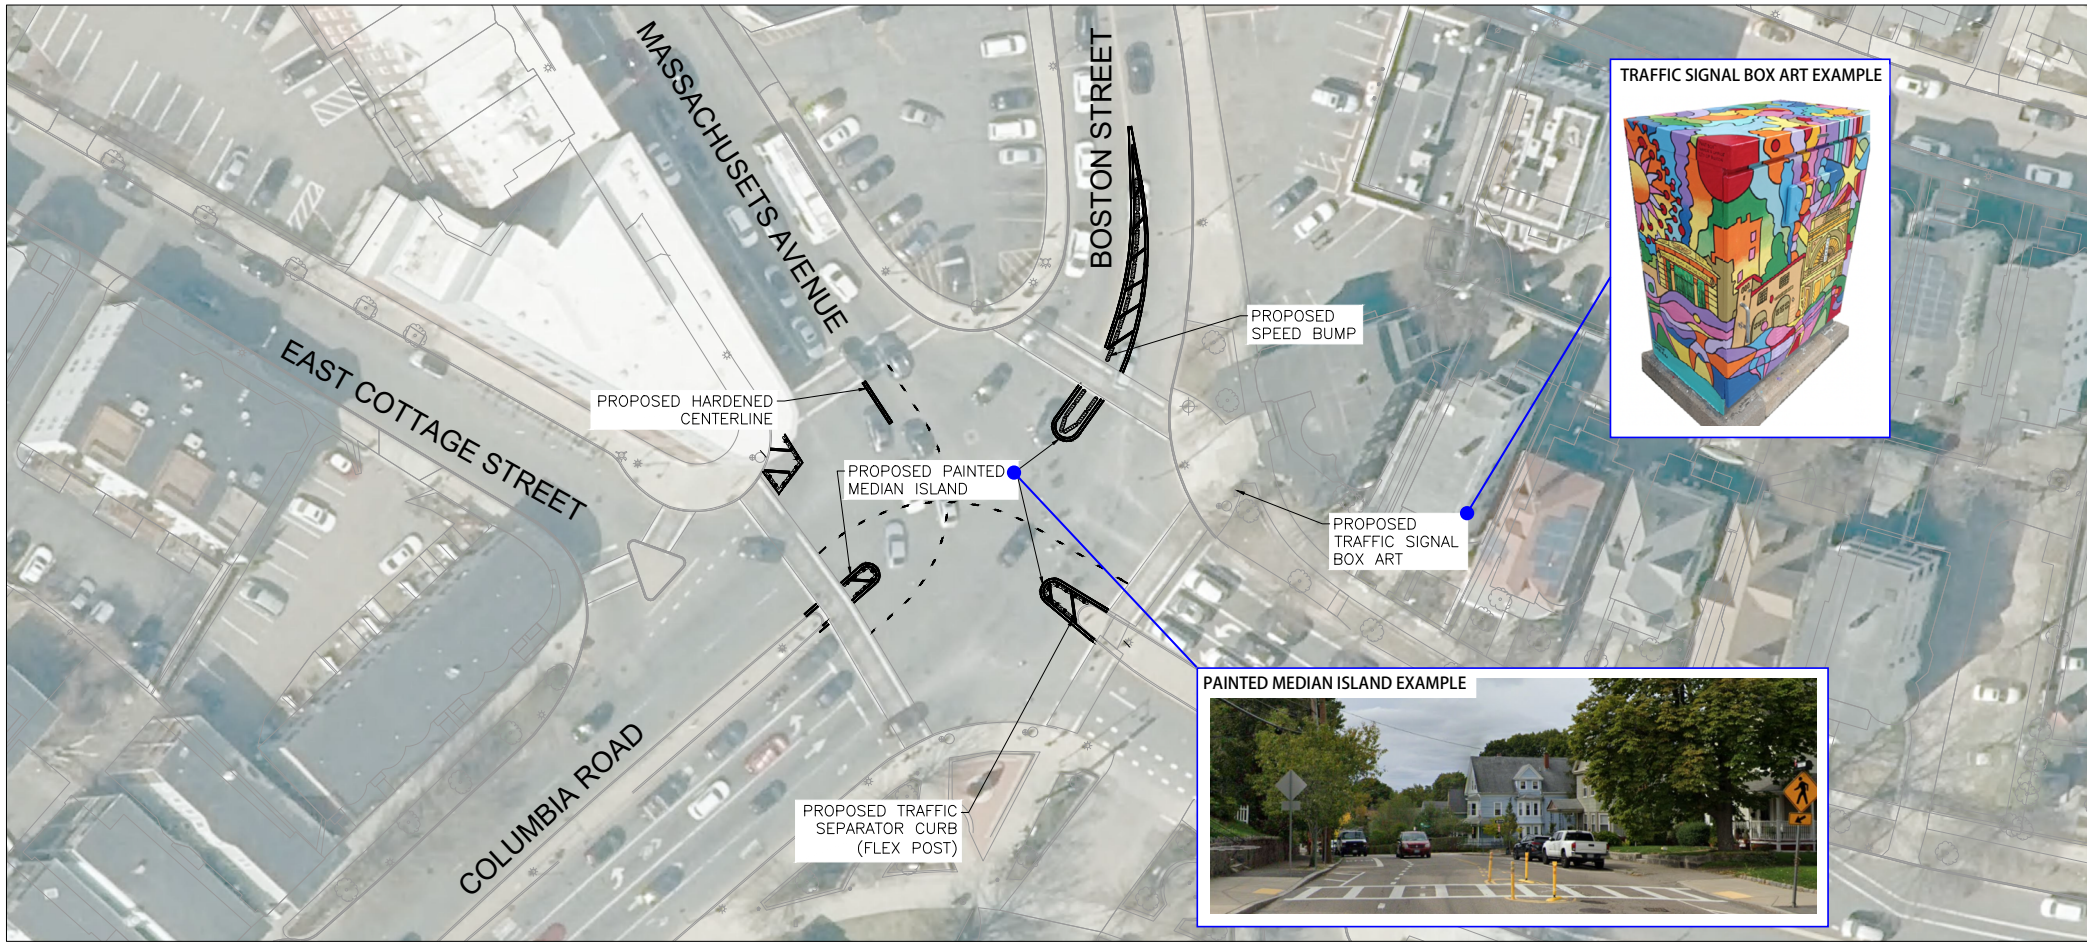 MASSACHUSETS AVENUE
BOSTON STREET
TRAFFIC SIGNAL BOX ART EXAMPLE
EAST COTTAGE STREET
PROPOSED
SPEED BUMP
PROPOSED HARDENED
CENTERLINE
PROPOSED PAINTED
MEDIAN ISLAND
PROPOSED
TRAFFIC SIGNAL
BOX ART
PAINTED MEDIAN ISLAND EXAMPLE
COLUMBIA ROAD
PROPOSED TRAFFIC
SEPARATOR CURB
(FLEX POST)